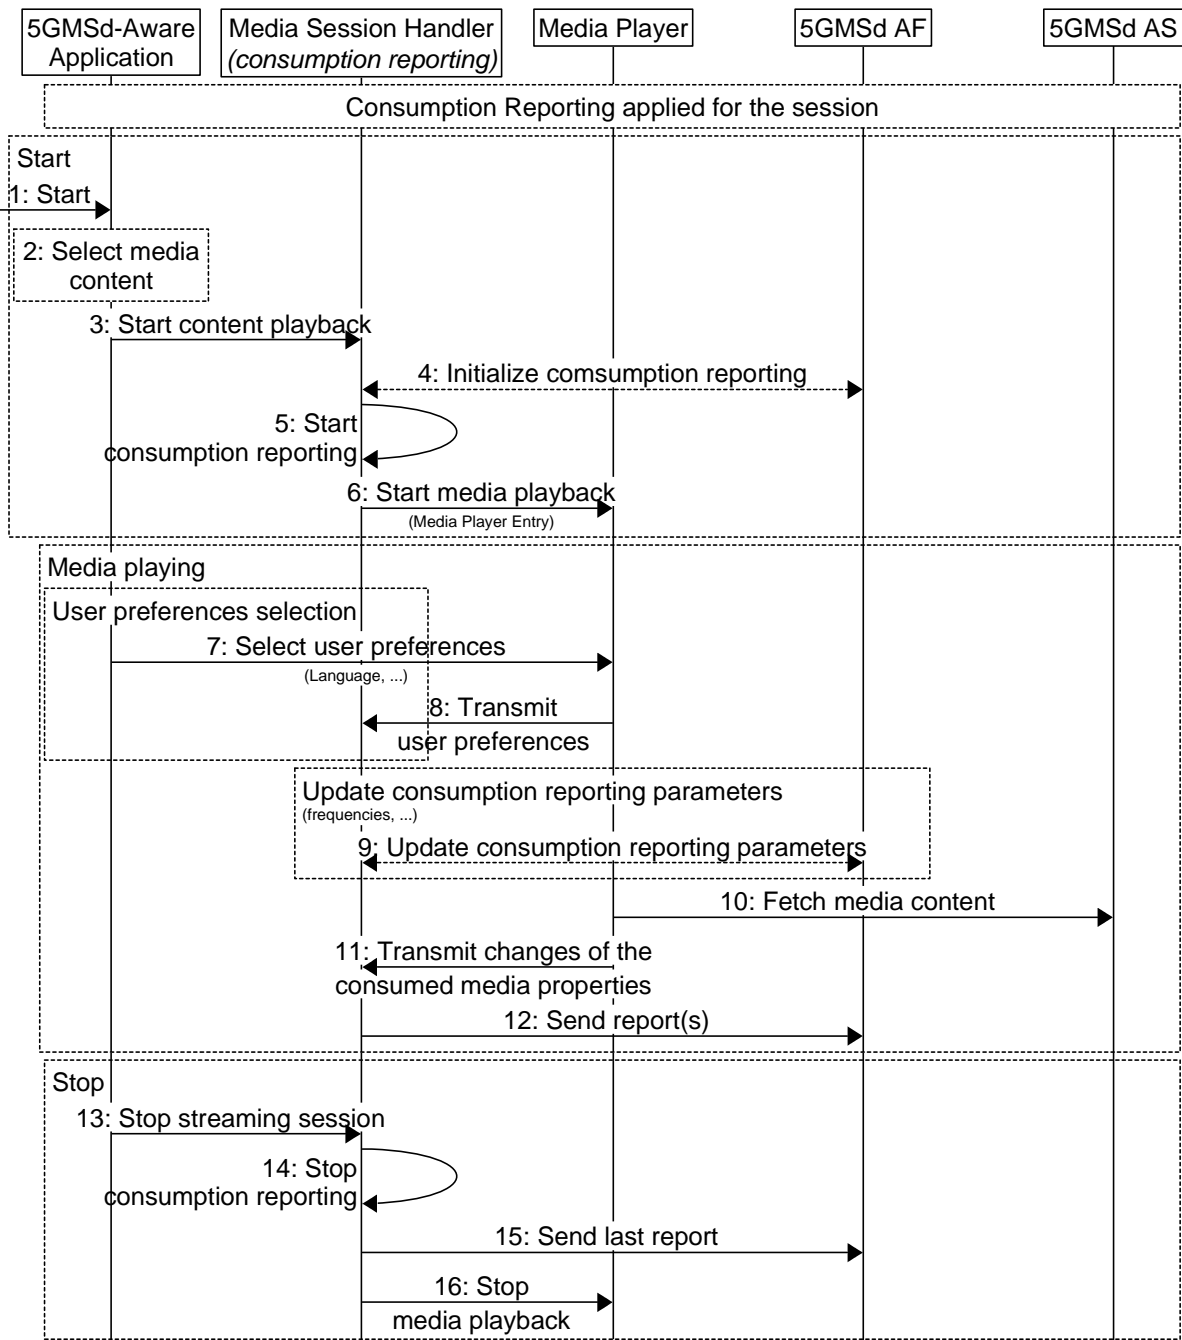 5GMSd-Aware
Application
Media Session Handler
(consumption reporting)
Media Player
5GMSd AF
5GMSd AS
Consumption Reporting applied for the session
Start
1: Start
2: Select media
content
3: Start content playback
4: Initialize comsumption reporting
5: Start
consumption reporting
6: Start media playback
(Media Player Entry)
Media playing
User preferences selection
7: Select user preferences
(Language, ...)
8: Transmit
user preferences
Update consumption reporting parameters
(frequencies, ...)
9: Update consumption reporting parameters
10: Fetch media content
11: Transmit changes of the
consumed media properties
12: Send report(s)
Stop
13: Stop streaming session
14: Stop
consumption reporting
15: Send last report
16: Stop
media playback